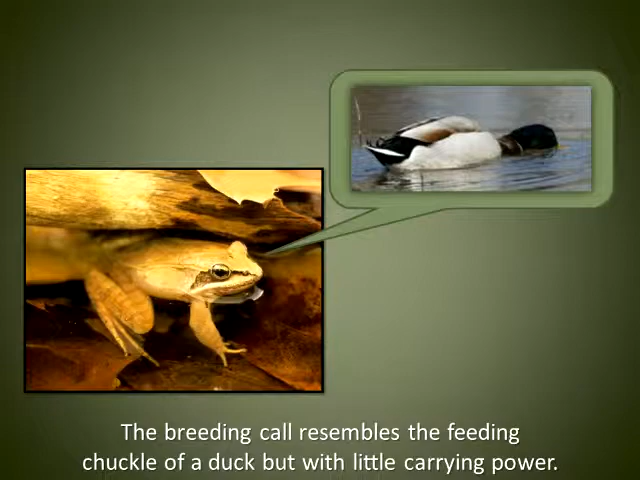 The breeding call resembles the feeding
chuckle of a duck but with little carrying power.